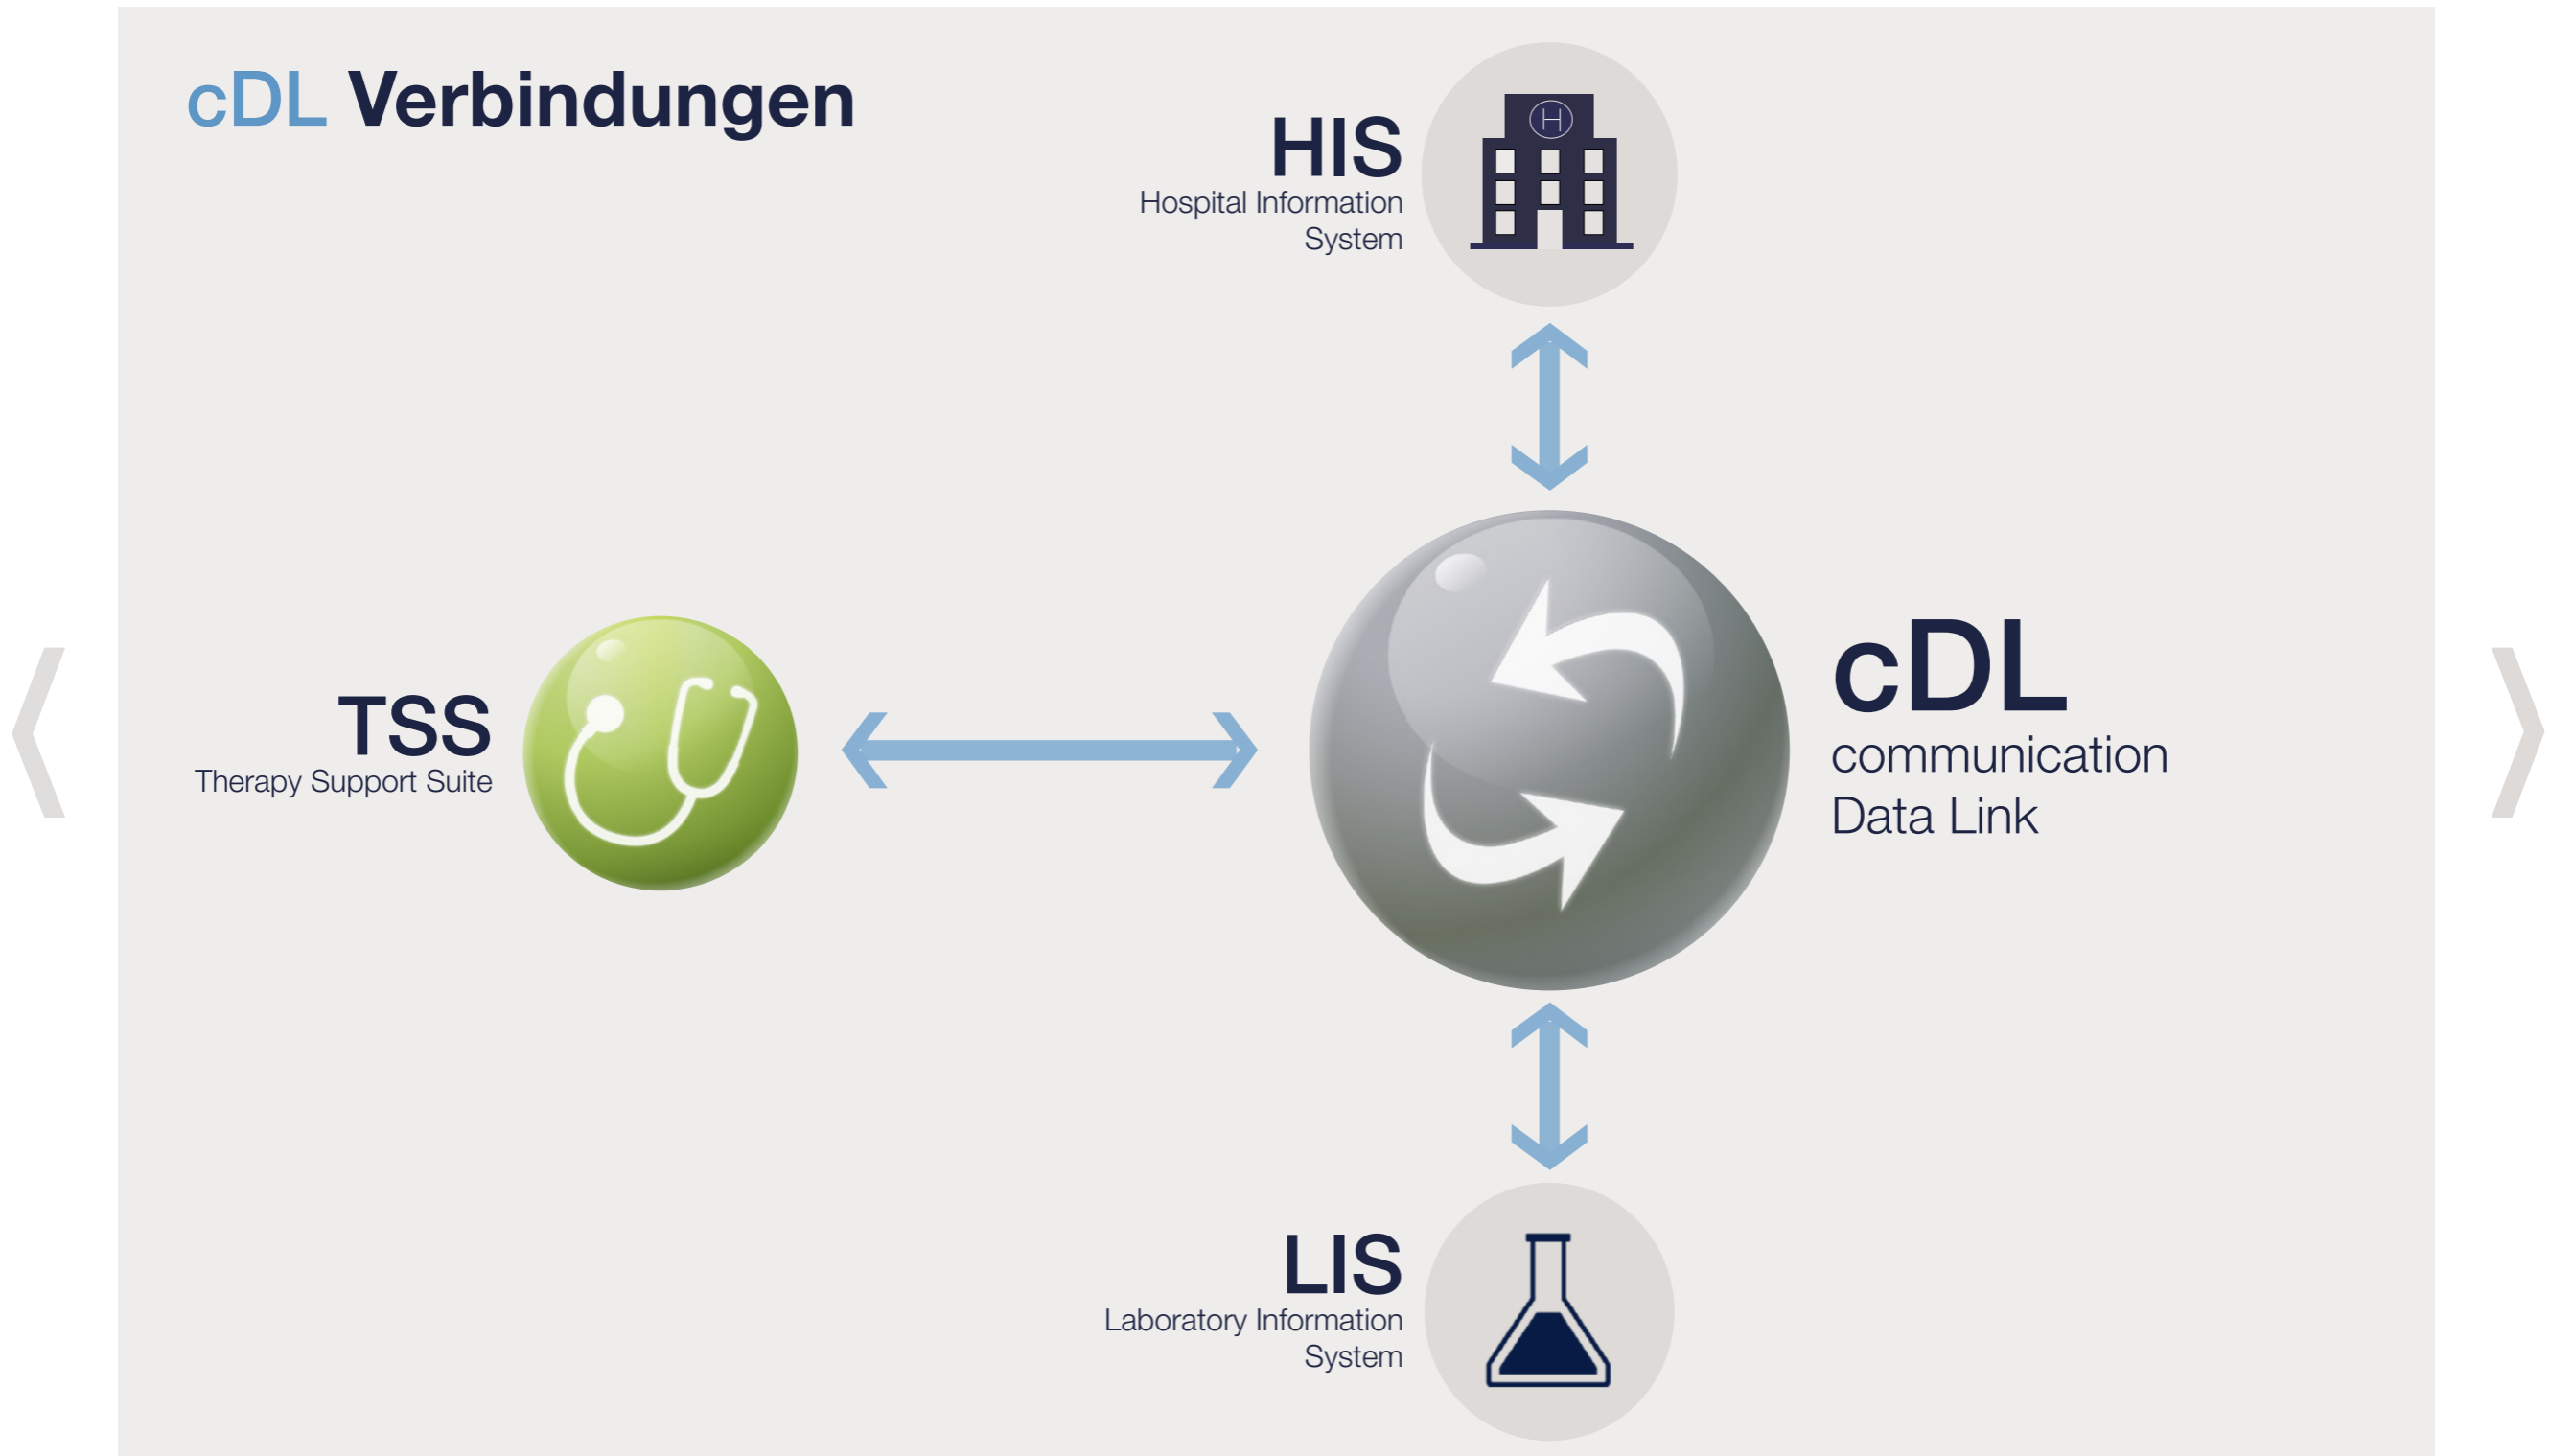 cDL Verbindungen
HIS
Hospital Information
System
H
TSS
Therapy Support Suite
cDL
communication
Data Link
LIS
Laboratory Information
System